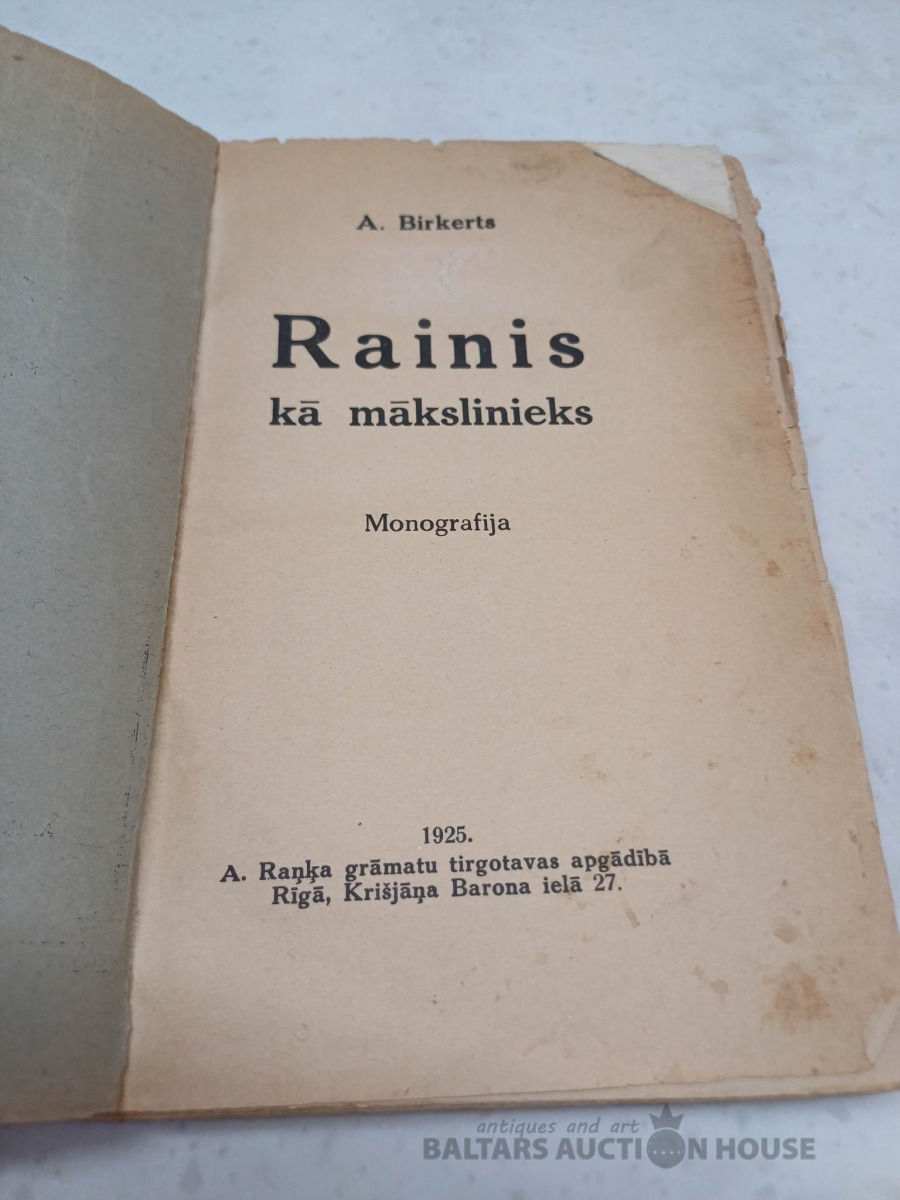 A. Birkerts
Rainis
kā mākslinieks
Monografija
1925.
A. Raņķa grāmatu tirgotavas apgādībā
Rīgā, Krišjāņa Barona ielā 27.
antiques and art
BALTARS AUCTION HOUSE